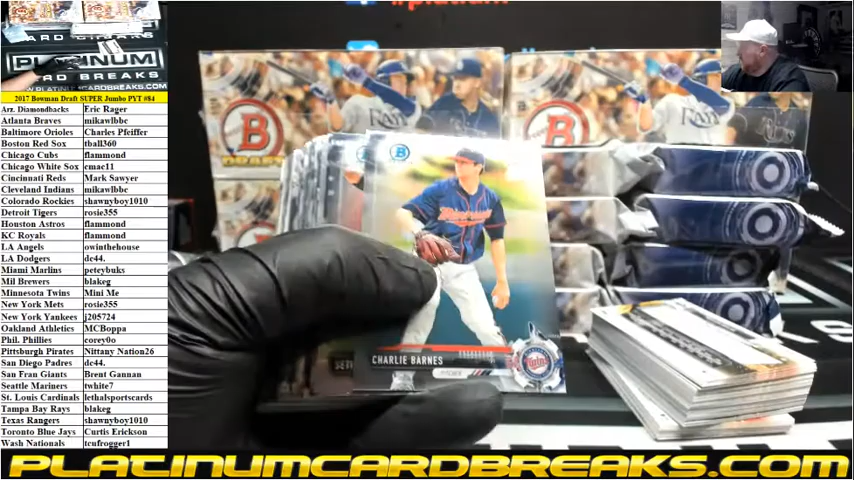 PLATINUM
CARD BREAKS
2017 Bowman Draft SUPER Jumbo PYT #84
Arz. Diamondbacks Eric Rager
Atlanta Braves mikawlbbc
Baltimore Orioles Charles Pfeiffer
Boston Red Sox tball360
Chicago Cubs flammond
Chicago White Sox cmac11
Cincinnati Reds Mark Sawyer
Cleveland Indians mikawlbbc
Colorado Rockies shawnyboy1010
Detroit Tigers rosie355
Houston Astros flammond
KC Royals flammond
LA Angels owinthehouse
LA Dodgers dc44.
Miami Marlins peteybuks
Mil Brewers blakeg
Minnesota Twins Mini Me
New York Mets rosie355
New York Yankees j205724
Oakland Athletics MCBoppa
Phil. Phillies corey0o
Pittsburgh Pirates Nittany Nation26
San Diego Padres dc44.
San Fran Giants Brent Gannan
Seattle Mariners twhite7
St. Louis Cardinals lethalsportscards
Tampa Bay Rays blakeg
Texas Rangers shawnyboy1010
Toronto Blue Jays Curtis Erickson
Wash Nationals tcufrogger1
B
DRAFT
B
B
CHARLIE BARNES
PITCHER
Twins
PLATINUMCARDBREAKS.COM